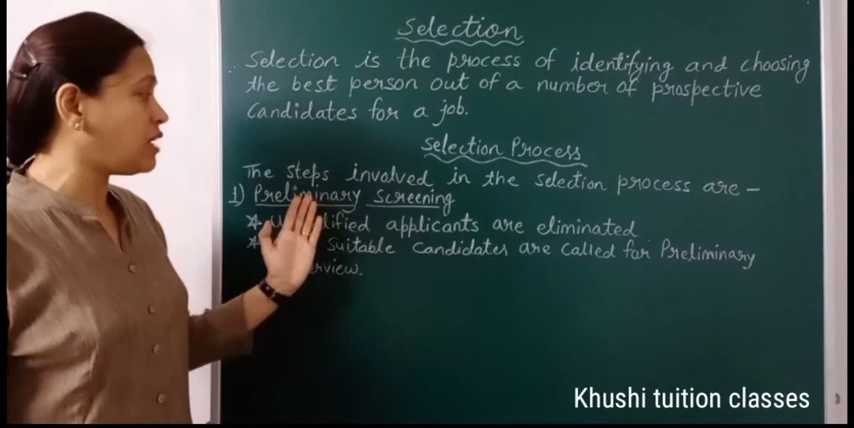 Selection
Selection is the process of identifying and choosing
the best person out of a number of prospective
candidates for a job.
Selection Process
The steps involved in the selection process are -
1) Preliminary Screening
applicants are eliminated
suitable candidates are called for Preliminary
Khushi tuition classes